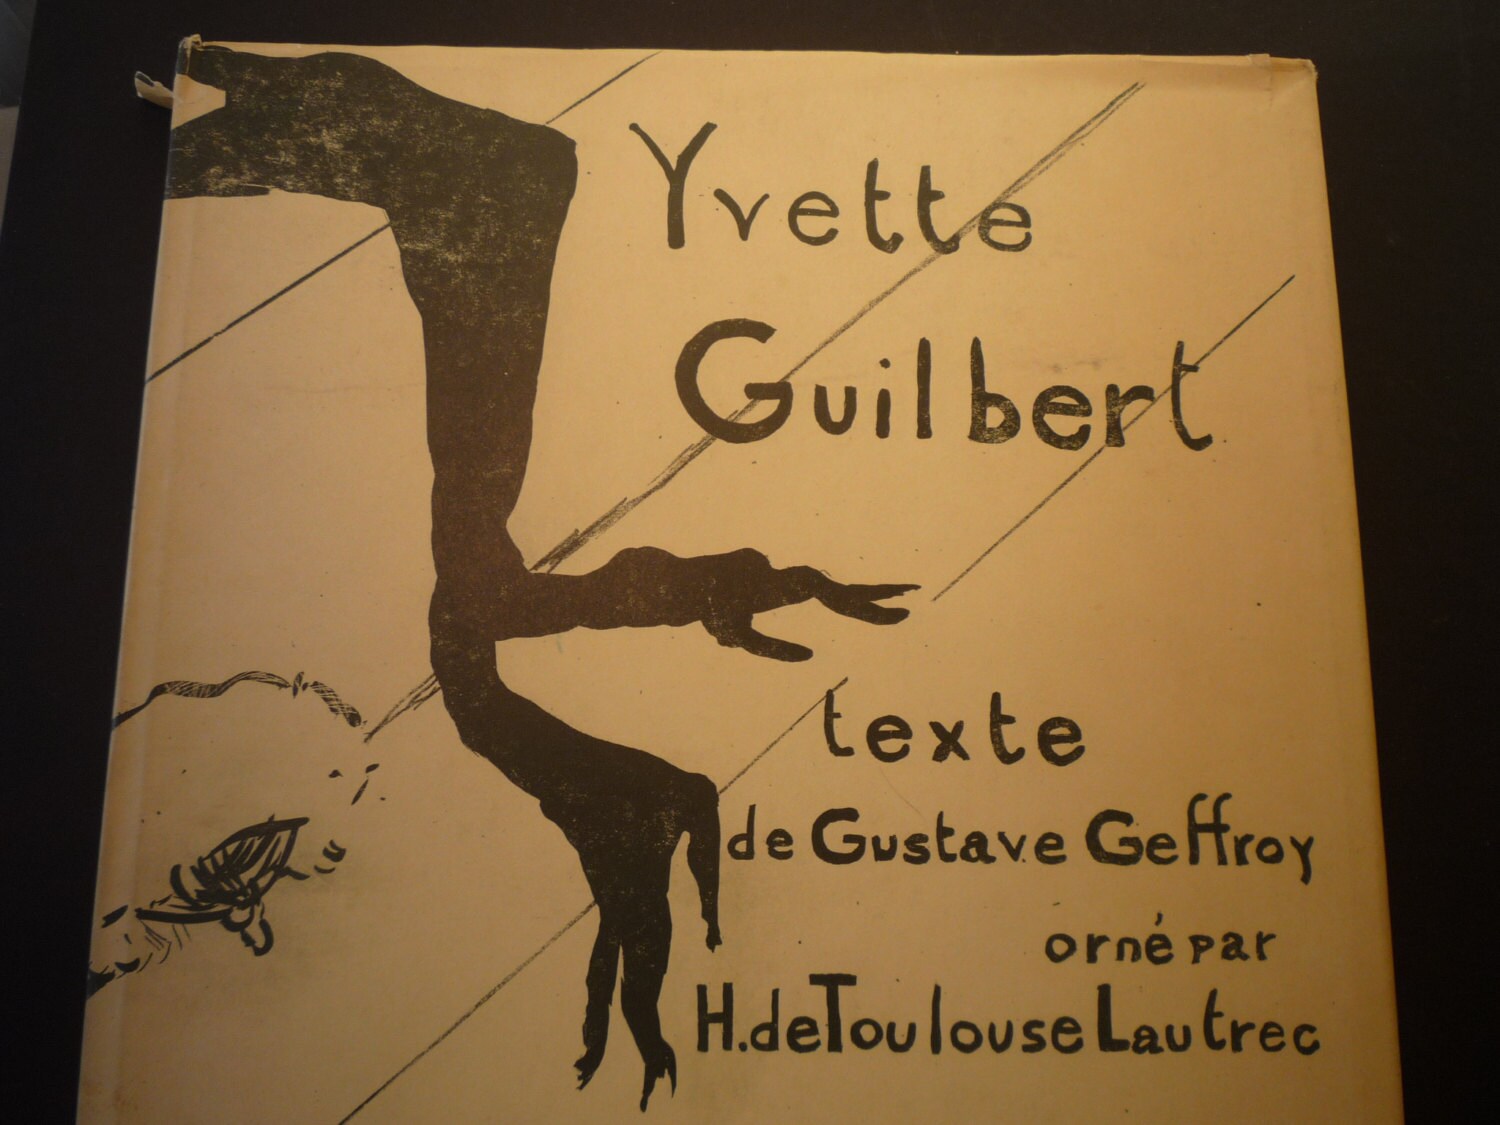 Yvette
Guilbert
texte
de Gustave Geffroy
orné par
H. de Toulouse Lautrec